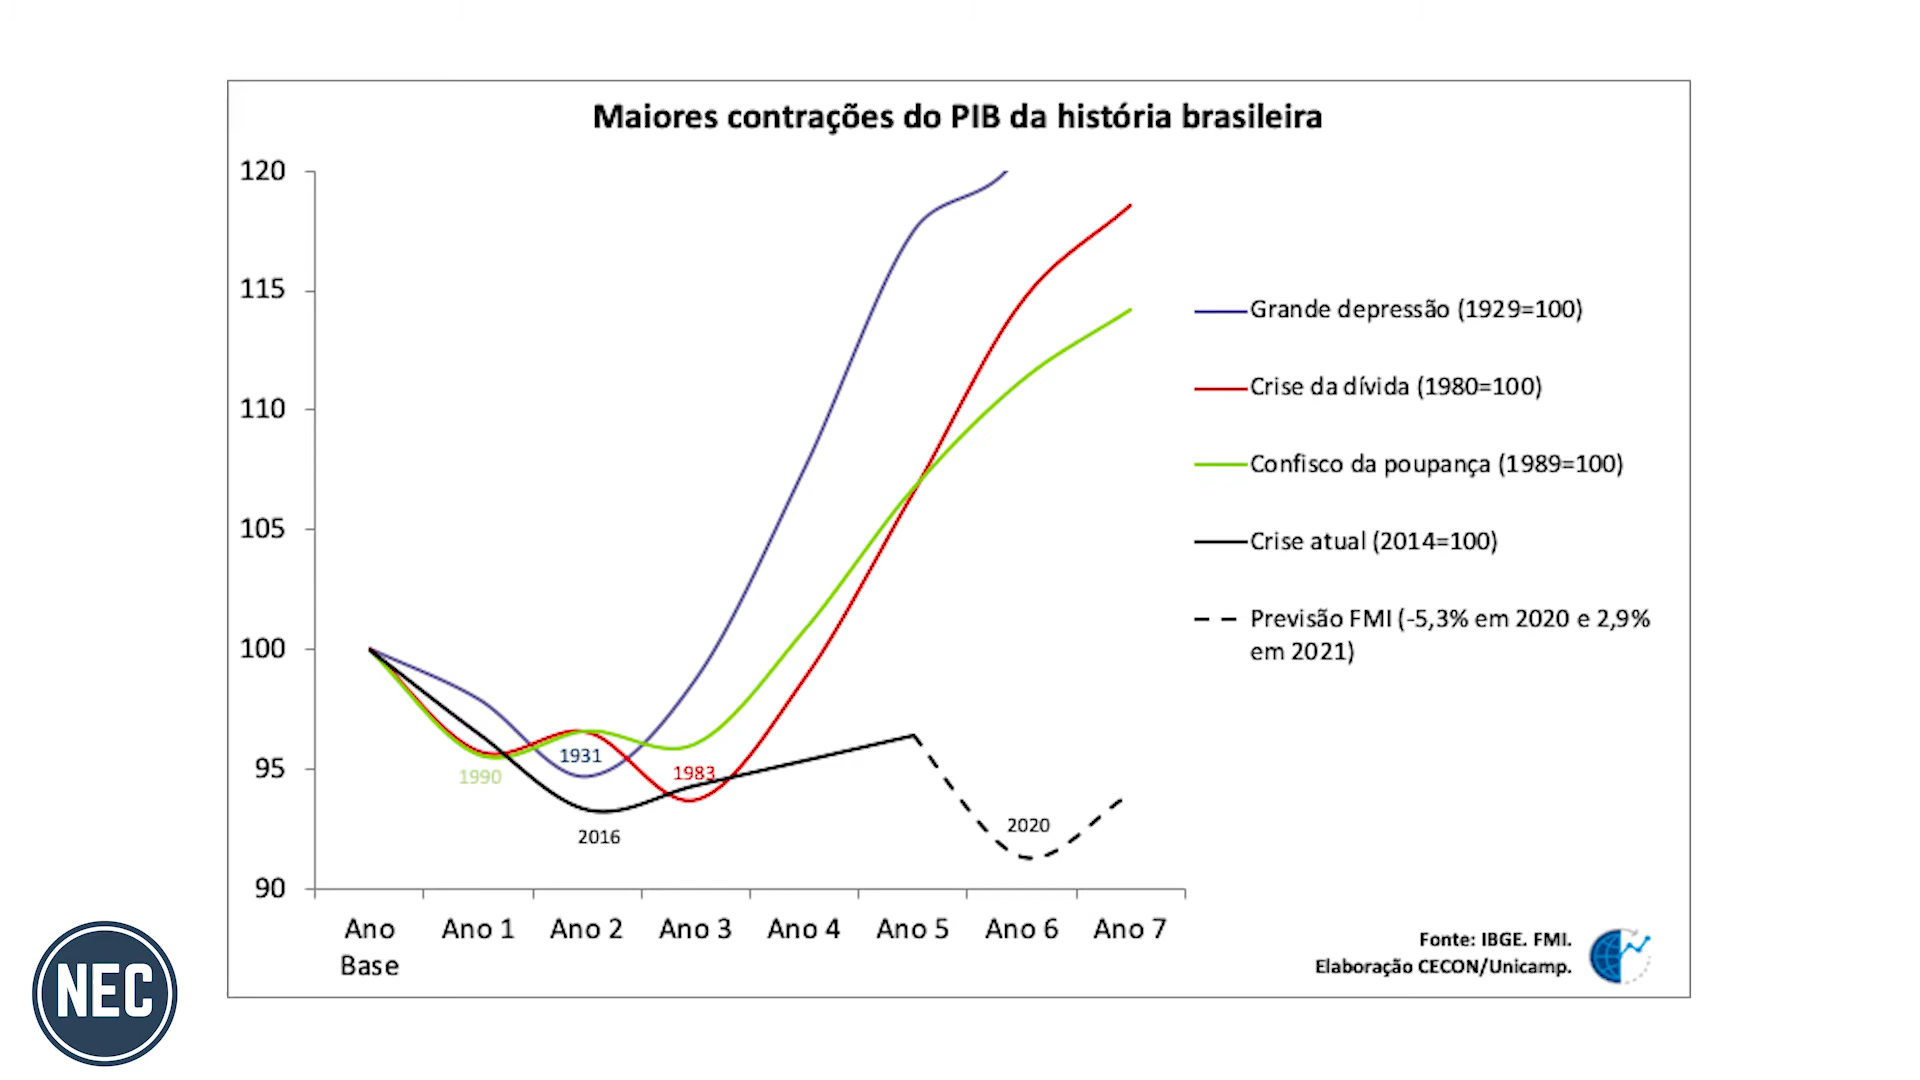 Maiores contrações do PIB da história brasileira
120
115
110
105
100
95
90
1990
1931
1983
2016
2020
Ano Base
Ano 1
Ano 2
Ano 3
Ano 4
Ano 5
Ano 6
Ano 7
Grande depressão (1929=100)
Crise da dívida (1980=100)
Confisco da poupança (1989=100)
Crise atual (2014=100)
Previsão FMI (-5,3% em 2020 e 2,9%
em 2021)
Fonte: IBGE. FMI.
Elaboração CECON/Unicamp.
NEC